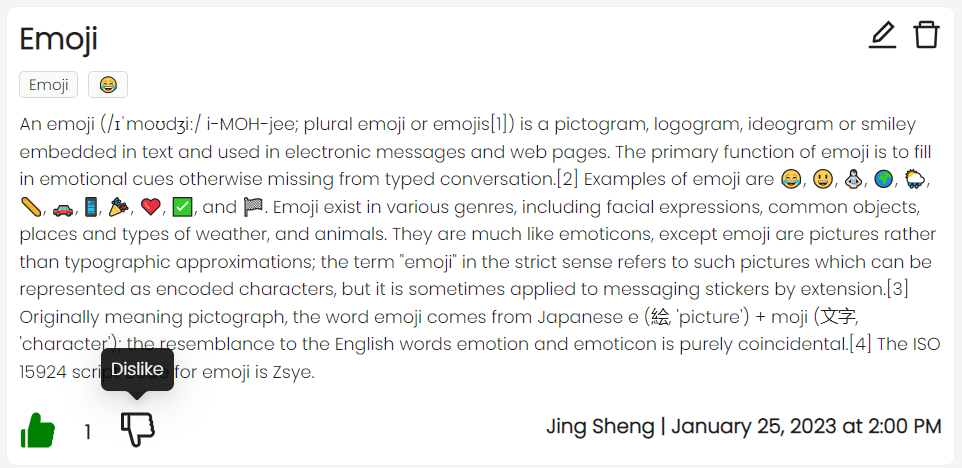 Emoji
Emoji 😂
An emoji (/ɪˈmoʊdʒiː/ i-MOH-jee; plural emoji or emojis[1]) is a pictogram, logogram, ideogram or smiley
embedded in text and used in electronic messages and web pages. The primary function of emoji is to fill
in emotional cues otherwise missing from typed conversation.[2] Examples of emoji are 😂, 😃, 🧘🏻‍♂️, 🌍, 🌦️,
🥖, 🚗, 📱, 🎉, ❤️, ✅, and 🏁. Emoji exist in various genres, including facial expressions, common objects,
places and types of weather, and animals. They are much like emoticons, except emoji are pictures rather
than typographic approximations; the term "emoji" in the strict sense refers to such pictures which can be
represented as encoded characters, but it is sometimes applied to messaging stickers by extension.[3]
Originally meaning pictograph, the word emoji comes from Japanese e (絵, 'picture') + moji (文字,
'character'); the resemblance to the English words emotion and emoticon is purely coincidental.[4] The ISO
Dislike
15924 for emoji is Zsye.
1
Jing Sheng | January 25, 2023 at 2:00 PM